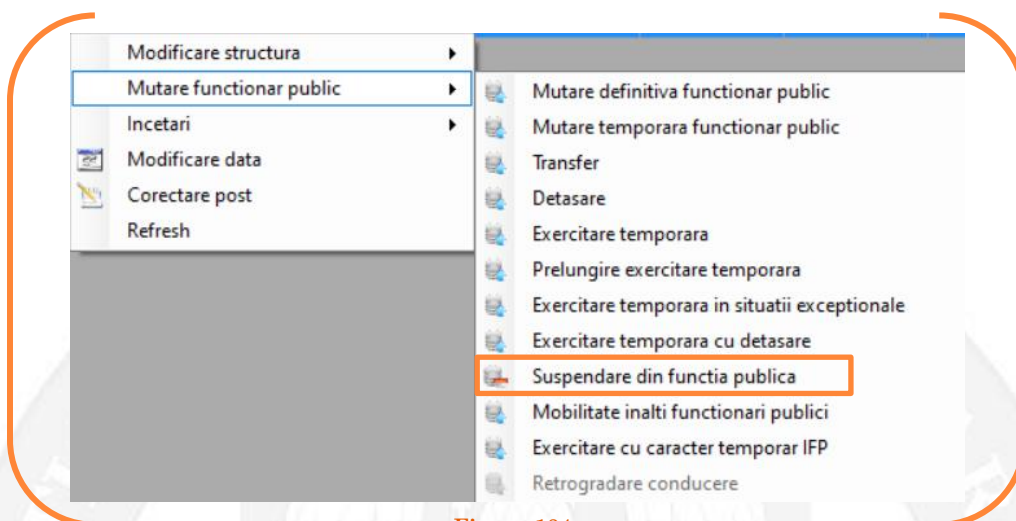 Modificare structura
Mutare functionar public
Incetari
Modificare data
Corectare post
Refresh
Mutare definitiva functionar public
Mutare temporara functionar public
Transfer
Detasare
Exercitare temporara
Prelungire exercitare temporara
Exercitare temporara in situatii exceptionale
Exercitare temporara cu detasare
Suspendare din functia publica
Mobilitate inalti functionari publici
Exercitare cu caracter temporar IFP
Retrogradare conducere